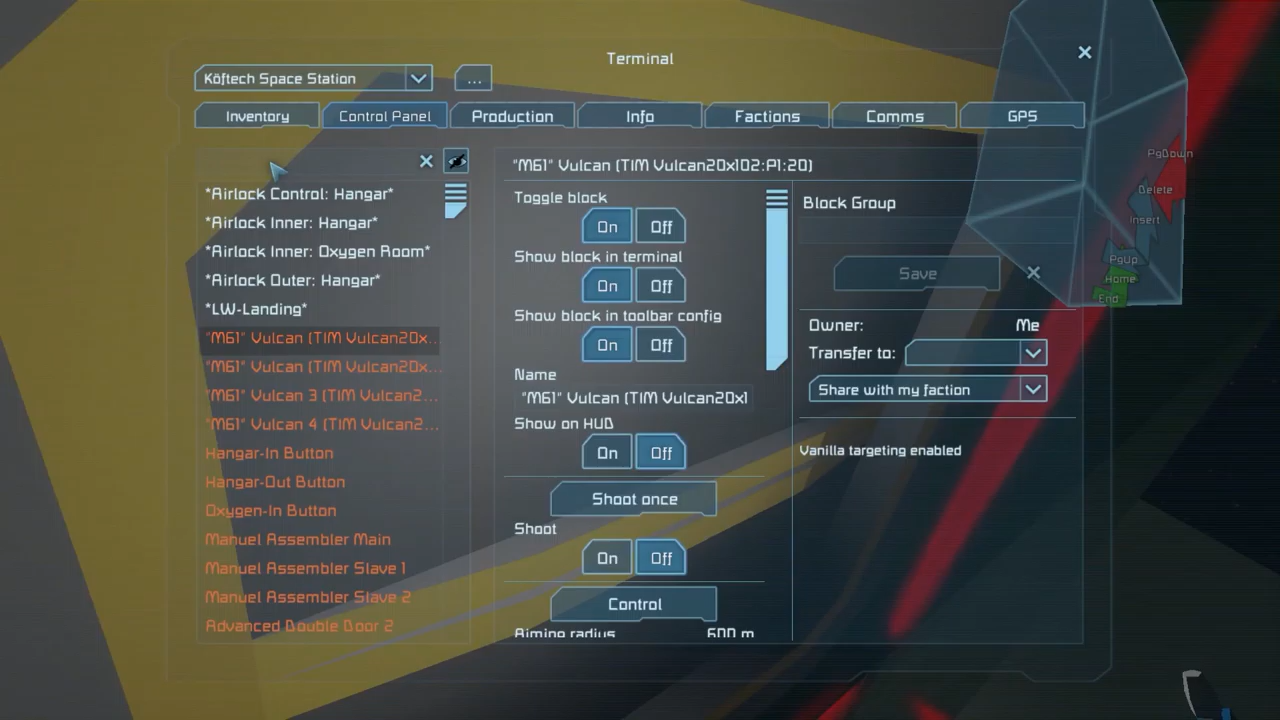 Terminal
Köftech Space Station
...
Inventory
Control Panel
Production
Info
Factions
Comms
GPS
*Airlock Control: Hangar*
*Airlock Inner: Hangar*
*Airlock Inner: Oxygen Room*
*Airlock Outer: Hangar*
*LW-Landing*
"M61" Vulcan (TIM Vulcan20x...
"M61" Vulcan (TIM Vulcan20x...
"M61" Vulcan 3 (TIM Vulcan2...
"M61" Vulcan 4 (TIM Vulcan2...
Hangar-In Button
Hangar-Out Button
Oxygen-In Button
Manuel Assembler Main
Manuel Assembler Slave 1
Manuel Assembler Slave 2
Advanced Double Door 2
"M61" Vulcan (TIM Vulcan20x102:P1:20)
Toggle block
On Off
Show block in terminal
On Off
Show block in toolbar config
On Off
Name
"M61" Vulcan (TIM Vulcan20x1
Show on HUD
On Off
Shoot once
Shoot
On Off
Control
Aiming radius 600 m
Block Group
Save
Owner: Me
Transfer to:
Share with my faction
Vanilla targeting enabled
PgDown
Delete
Insert
PgUp
Home
End